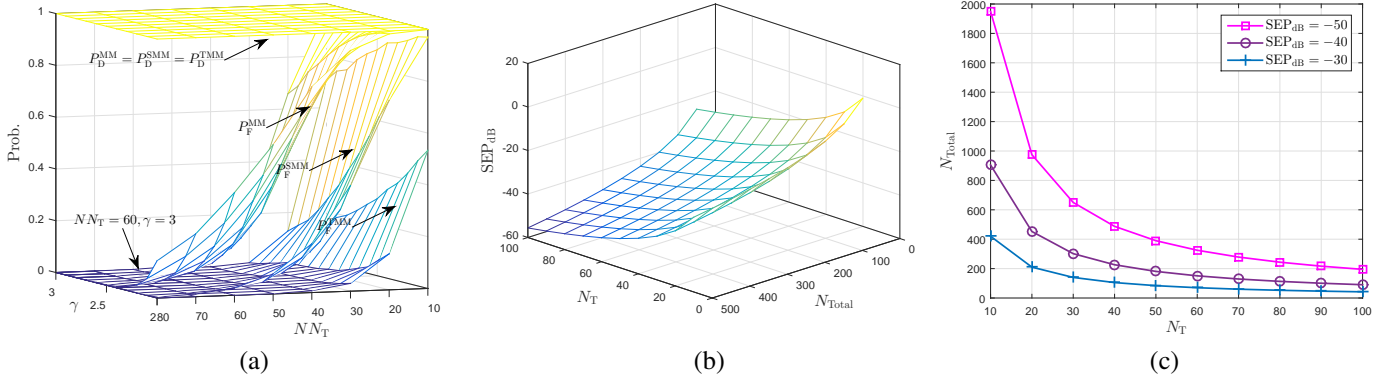 1
0.8
0.6
0.4
0.2
0
Prob.
P_D^MM = P_D^SMM = P_D^TMM
P_F^MM
P_F^SMM
P_F^TMM
NN_T = 60, γ = 3
3
2.5
2
γ
80
70
60
50
40
30
20
10
NN_T
(a)
20
0
-20
-40
-60
SEP_dB
100
80
60
40
20
0
N_T
500
400
300
200
100
0
N_Total
(b)
2000
1800
1600
1400
1200
1000
800
600
400
200
0
N_Total
SEP_dB = −50
SEP_dB = −40
SEP_dB = −30
10 20 30 40 50 60 70 80 90 100
N_T
(c)